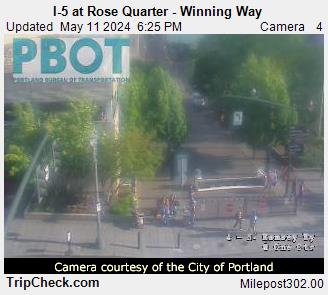 I-5 at Rose Quarter - Winning Way
Updated May 11 2024 6:25 PM Camera 4
PBOT
PORTLAND BUREAU OF TRANSPORTATION
Camera courtesy of the City of Portland
TripCheck.com Milepost302.00